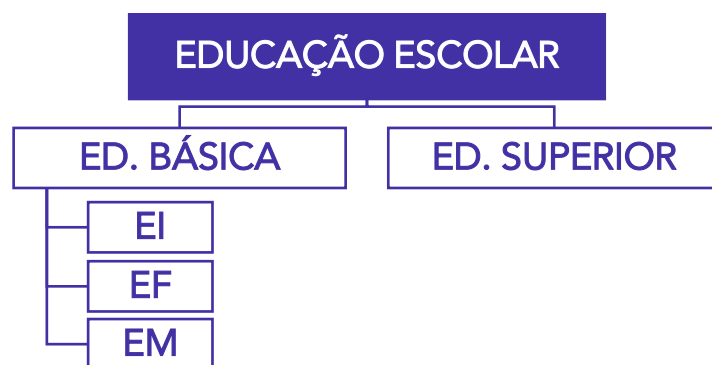 EDUCAÇÃO ESCOLAR
ED. BÁSICA
ED. SUPERIOR
EI
EF
EM